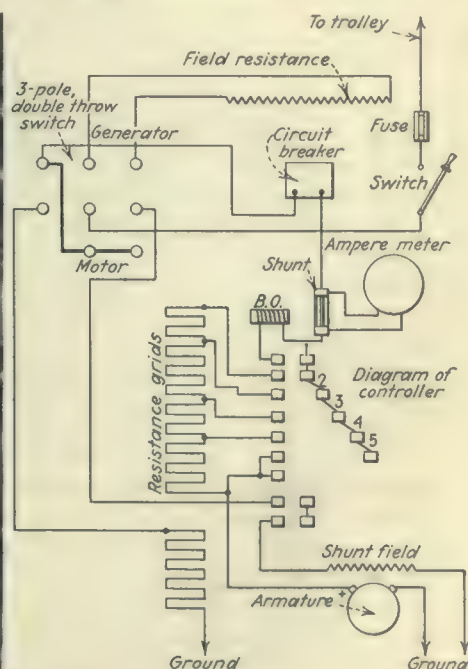 To trolley
Field resistance
3-pole,
double throw
switch
Generator
Circuit
breaker
Fuse
Switch
Motor
Ampere meter
Shunt
B.O.
Resistance grids
2
3
4
5
Diagram of
controller
Shunt field
Armature
+
Ground
Ground